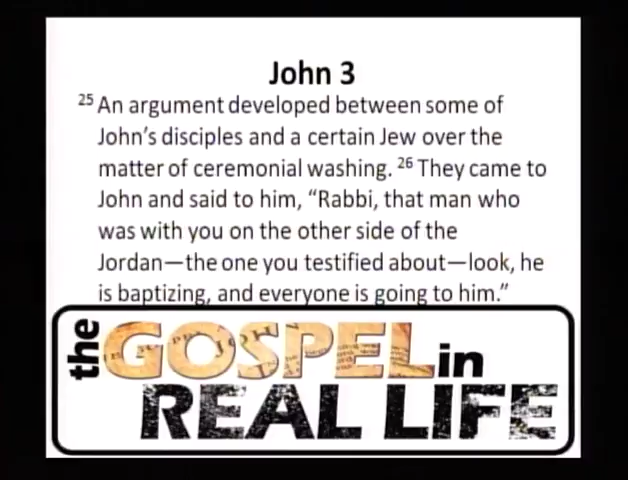 John 3
25 An argument developed between some of
John’s disciples and a certain Jew over the
matter of ceremonial washing. 26 They came to
John and said to him, “Rabbi, that man who
was with you on the other side of the
Jordan—the one you testified about—look, he
is baptizing, and everyone is going to him.”
the GOSPEL in
REAL LIFE